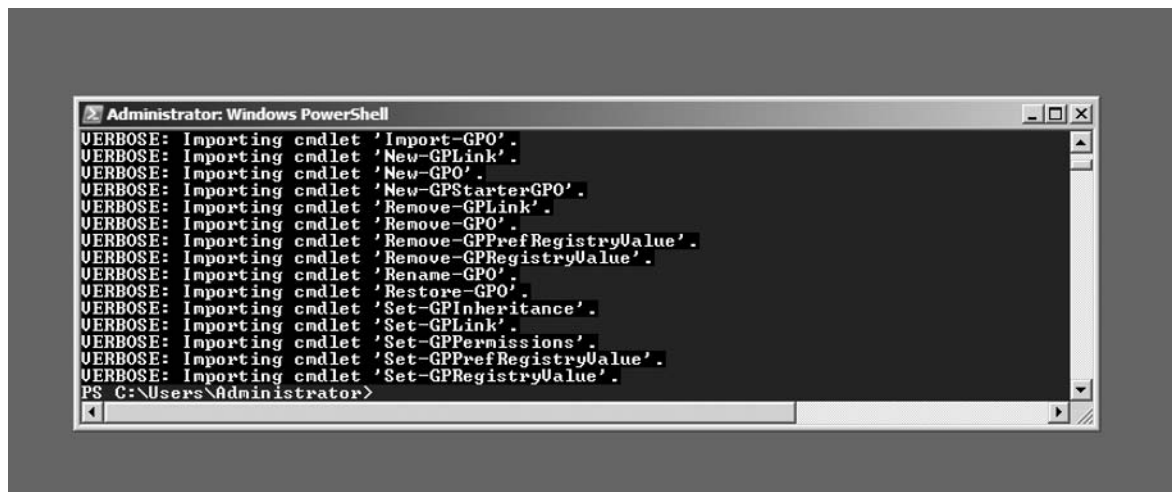 Administrator: Windows PowerShell
VERBOSE: Importing cmdlet 'Import-GPO'.
VERBOSE: Importing cmdlet 'New-GPLink'.
VERBOSE: Importing cmdlet 'New-GPO'.
VERBOSE: Importing cmdlet 'New-GPStarterGPO'.
VERBOSE: Importing cmdlet 'Remove-GPLink'.
VERBOSE: Importing cmdlet 'Remove-GPO'.
VERBOSE: Importing cmdlet 'Remove-GPPrefRegistryValue'.
VERBOSE: Importing cmdlet 'Remove-GPRegistryValue'.
VERBOSE: Importing cmdlet 'Rename-GPO'.
VERBOSE: Importing cmdlet 'Restore-GPO'.
VERBOSE: Importing cmdlet 'Set-GPInheritance'.
VERBOSE: Importing cmdlet 'Set-GPLink'.
VERBOSE: Importing cmdlet 'Set-GPPermissions'.
VERBOSE: Importing cmdlet 'Set-GPPrefRegistryValue'.
VERBOSE: Importing cmdlet 'Set-GPRegistryValue'.
PS C:\Users\Administrator>